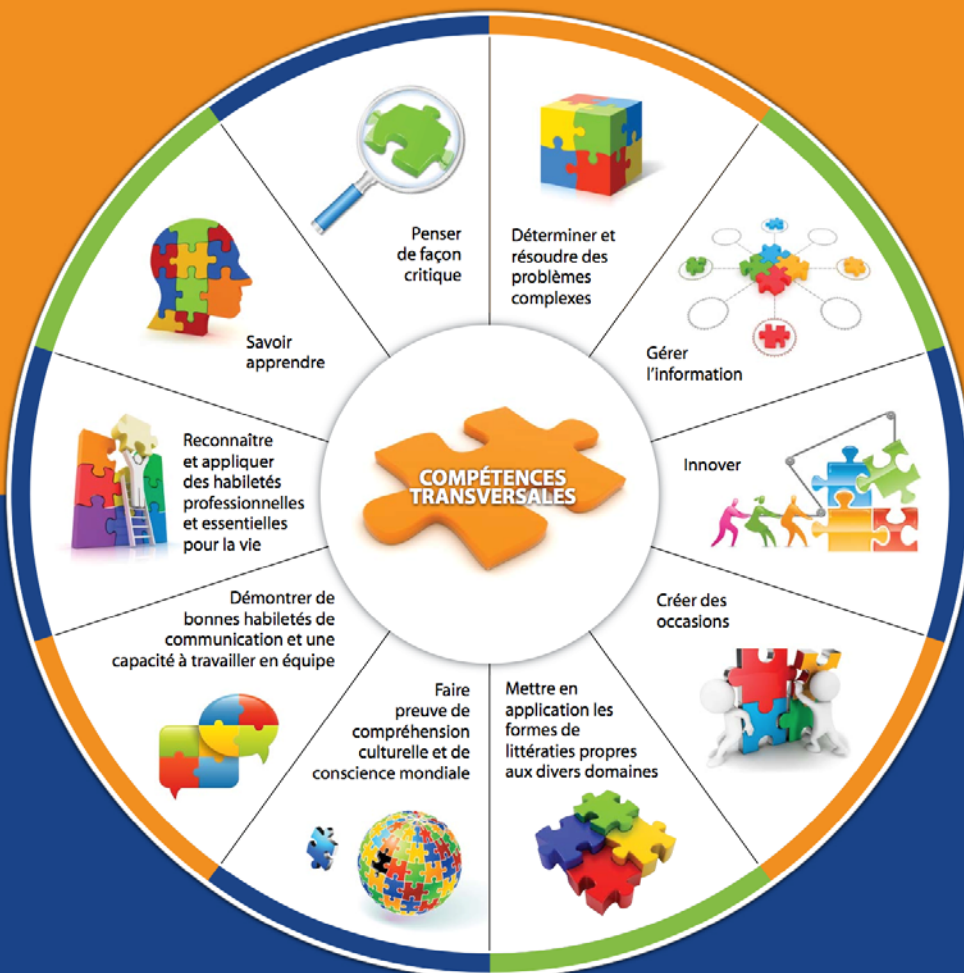 Penser
de façon
critique
Déterminer et
résoudre des
problèmes
complexes
Gérer
l'information
Innover
Créer des
occasions
Mettre en
application les
formes de
littératies propres
aux divers domaines
Faire
preuve de
compréhension
culturelle et de
conscience mondiale
Démontrer de
bonnes habiletés de
communication et une
capacité à travailler en équipe
Reconnaître
et appliquer
des habiletés
professionnelles
et essentielles
pour la vie
Savoir
apprendre
COMPÉTENCES
TRANSVERSALES